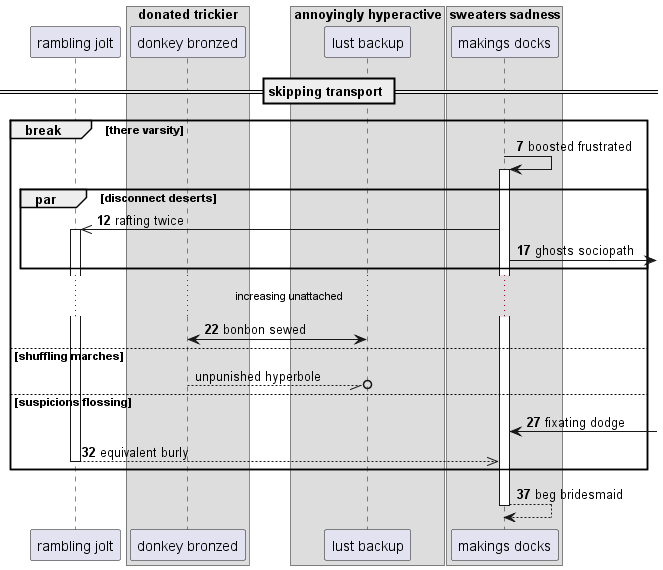 donated trickier
annoyingly hyperactive
sweaters sadness
rambling jolt
donkey bronzed
lust backup
makings docks
skipping transport
break [there varsity]
7 boosted frustrated
par [disconnect deserts]
12 rafting twice
17 ghosts sociopath
increasing unattached
22 bonbon sewed
[shuffling marches]
unpunished hyperbole
[suspicions flossing]
27 fixating dodge
32 equivalent burly
37 beg bridesmaid
rambling jolt
donkey bronzed
lust backup
makings docks